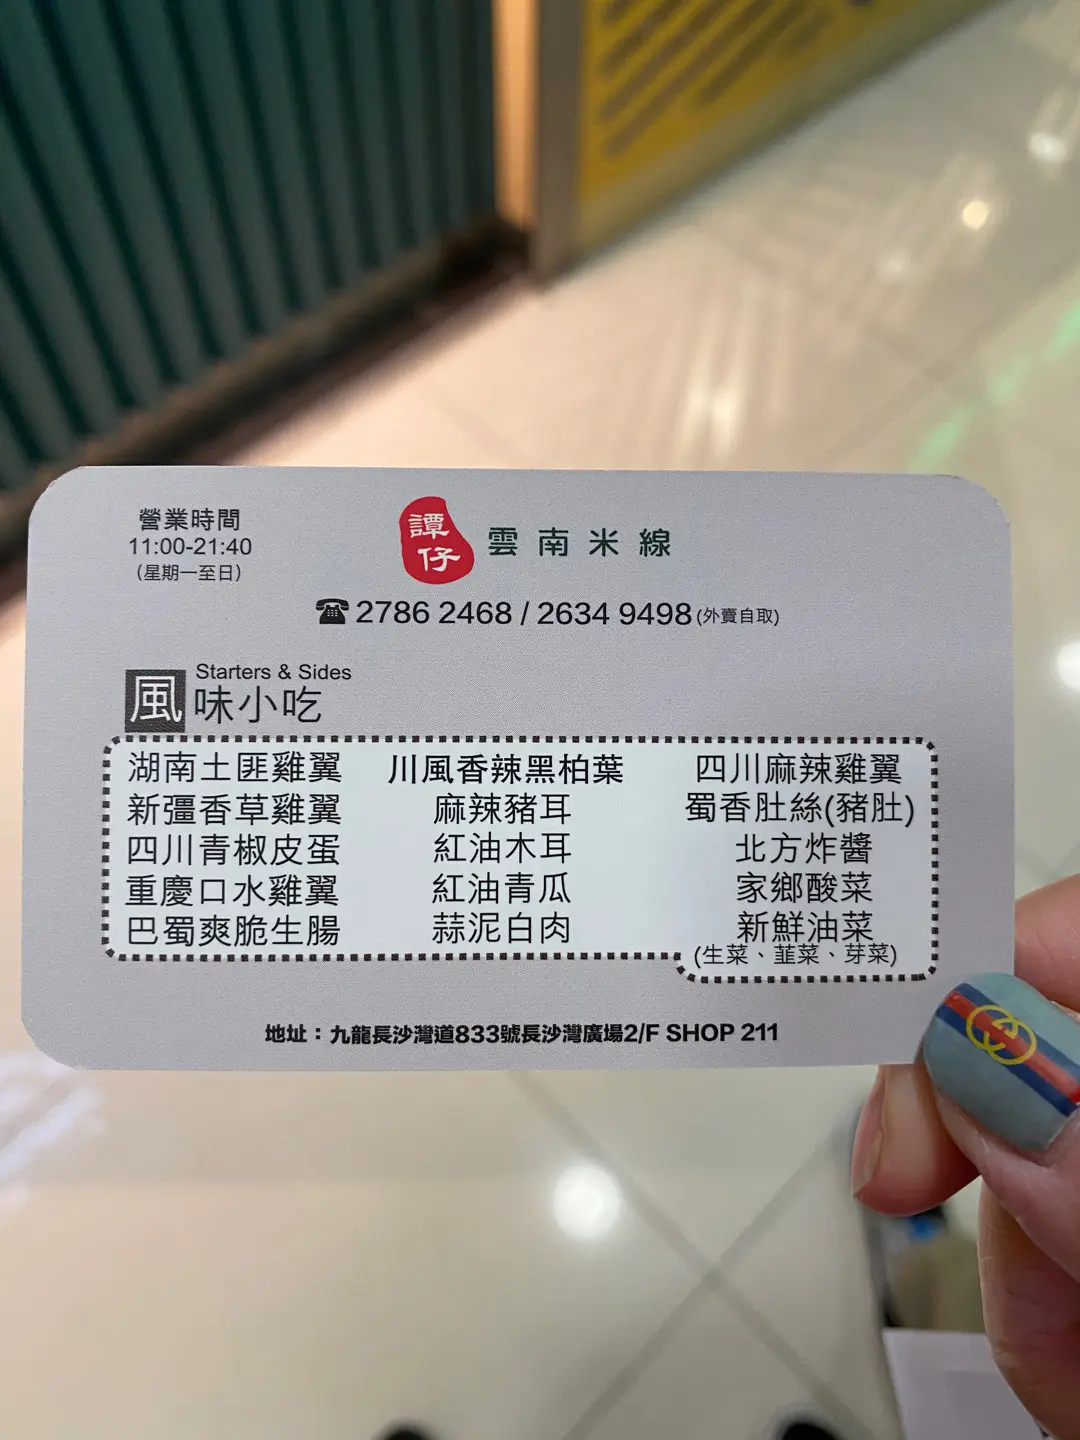 營業時間
11:00-21:40
(星期一至日)
譚仔
雲南米線
☎2786 2468 / 2634 9498 (外賣自取)
Starters & Sides
風味小吃
湖南土匪雞翼
新彊香草雞翼
四川青椒皮蛋
重慶口水雞翼
巴蜀爽脆生腸
川風香辣黑柏葉
麻辣豬耳
紅油木耳
紅油青瓜
蒜泥白肉
四川麻辣雞翼
蜀香肚絲(豬肚)
北方炸醬
家鄉酸菜
新鮮油菜
(生菜、韮菜、芽菜)
地址：九龍長沙灣道833號長沙灣廣場2/F SHOP 211